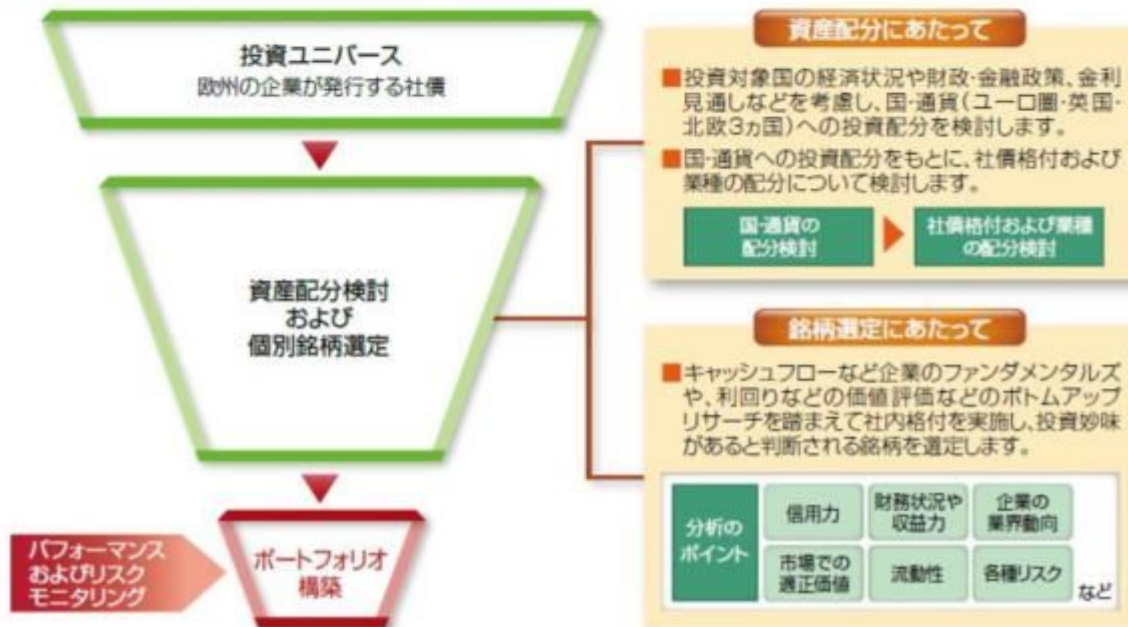 投資ユニバース
欧州の企業が発行する社債
資産配分検討
および
個別銘柄選定
パフォーマンス
およびリスク
モニタリング
ポートフォリオ
構築
資産配分にあたって
■投資対象国の経済状況や財政・金融政策、金利
見通しなどを考慮し、国・通貨(ユーロ圏・英国・
北欧3ヵ国)への投資配分を検討します。
■国・通貨への投資配分をもとに、社債格付および
業種の配分について検討します。
国・通貨の
配分検討
社債格付および業種
の配分検討
銘柄選定にあたって
■キャッシュフローなど企業のファンダメンタルズ
や、利回りなどの価値評価などのボトムアップ
リサーチを踏まえて社内格付を実施し、投資妙味
があると判断される銘柄を選定します。
分析の
ポイント
信用力
財務状況や
収益力
企業の
業界動向
市場での
適正価値
流動性
各種リスク
など